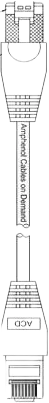 Amphenol Cables on Demand
ACD